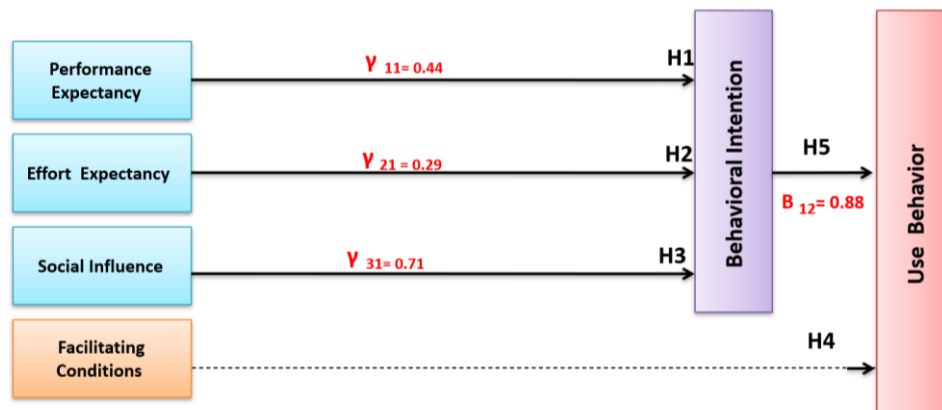 Performance
Expectancy
γ 11= 0.44
H1
Effort Expectancy
γ 21 = 0.29
H2
Social Influence
γ 31= 0.71
H3
Facilitating
Conditions
H4
Behavioral Intention
H5
B 12= 0.88
Use Behavior